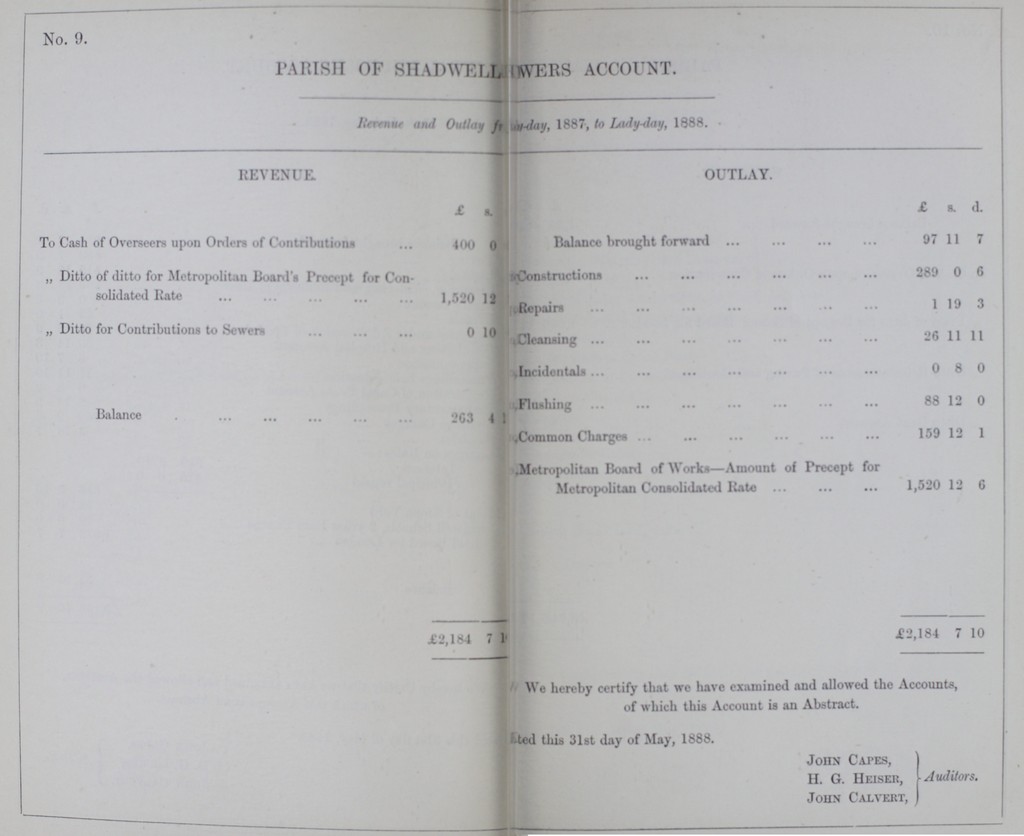 No. 9.
PARISH OF SHADWELL WERS ACCOUNT.
Revenue and Outlay -day, 1887, to Lady-day, 1888.
REVENUE.
£ s.
To Cash of Overseers upon Orders of Contributions ... 400 0
„ Ditto of ditto for Metropolitan Board's Precept for Con-
solidated Rate ... ... ... ... ... 1,520 12
„ Ditto for Contributions to Sewers ... ... ... 0 10
Balance . ... ... ... ... ... 263 4
£2,184 7
OUTLAY.
£ s. d.
Balance brought forward ... ... ... ... 97 11 7
Constructions ... ... ... ... ... ... 289 0 6
Repairs ... ... ... ... ... ... ... 1 19 3
Cleansing ... ... ... ... ... ... ... 26 11 11
Incidentals ... ... ... ... ... ... ... 0 8 0
Flushing ... ... ... ... ... ... ... 88 12 0
Common Charges ... ... ... ... ... ... 159 12 1
Metropolitan Board of Works—Amount of Precept for
Metropolitan Consolidated Rate ... ... ... 1,520 12 6
£2,184 7 10
We hereby certify that we have examined and allowed the Accounts,
of which this Account is an Abstract.
ted this 31st day of May, 1888.
JOHN CAPES,
H. G. HEISER, Auditors.
JOHN CALVERT,